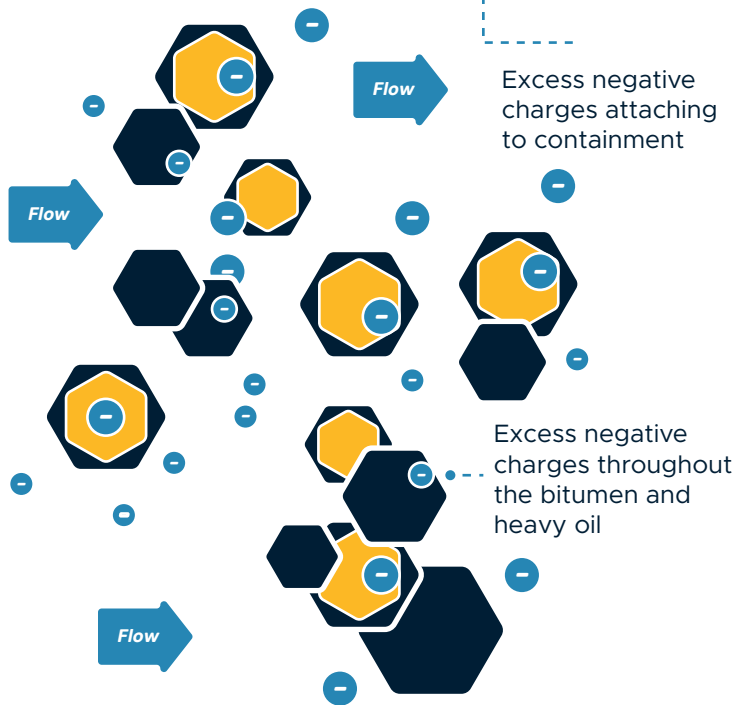 Flow
Excess negative
charges attaching
to containment
Flow
Excess negative
charges throughout
the bitumen and
heavy oil
Flow